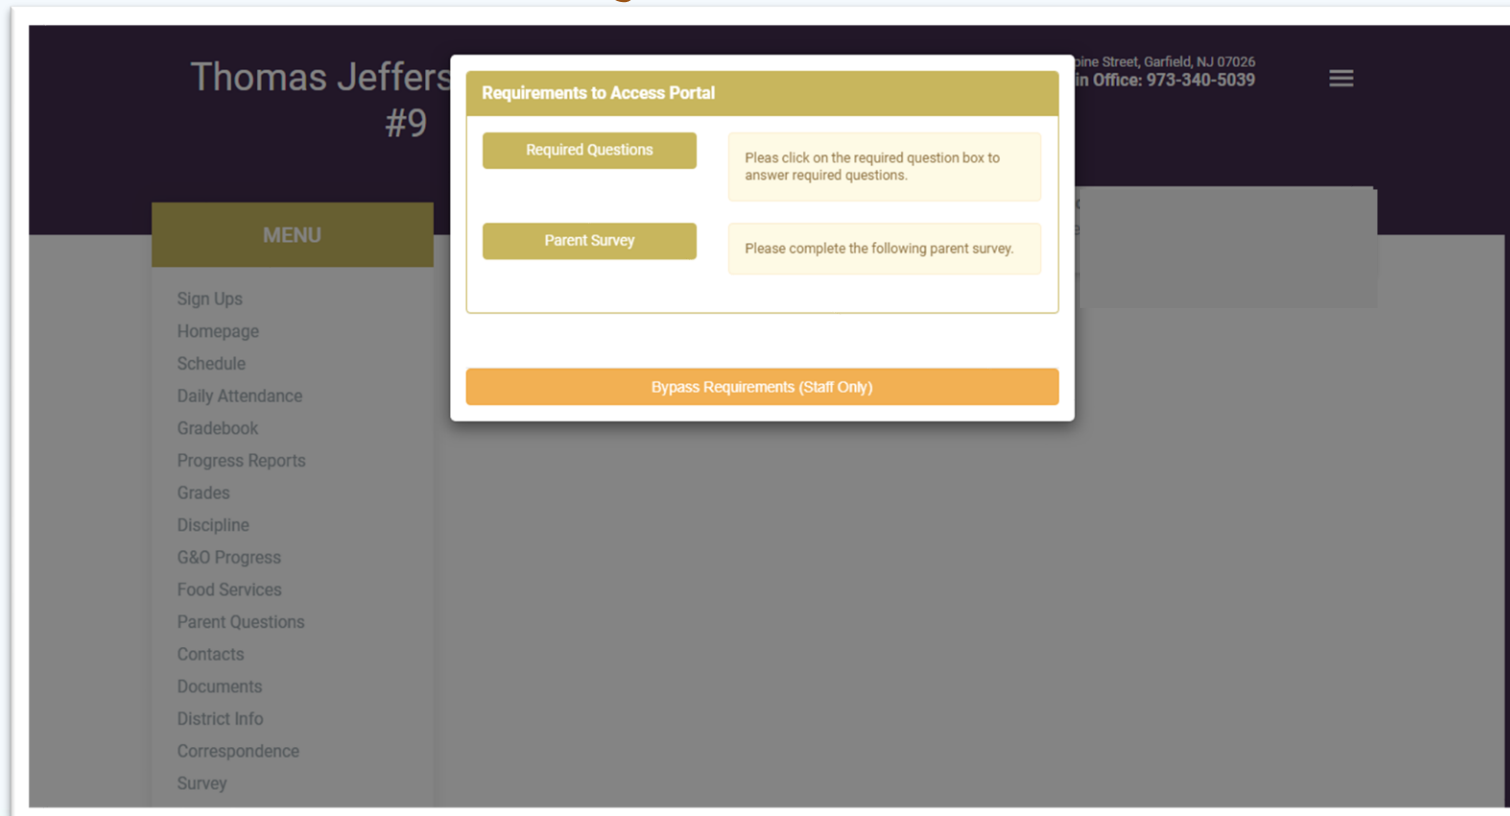 Thomas Jeffers
#9
Street, Garfield, NJ 07026
Office: 973-340-5039
Requirements to Access Portal
Required Questions
Pleas click on the required question box to
answer required questions.
Parent Survey
Please complete the following parent survey.
Bypass Requirements (Staff Only)
MENU
Sign Ups
Homepage
Schedule
Daily Attendance
Gradebook
Progress Reports
Grades
Discipline
G&O Progress
Food Services
Parent Questions
Contacts
Documents
District Info
Correspondence
Survey